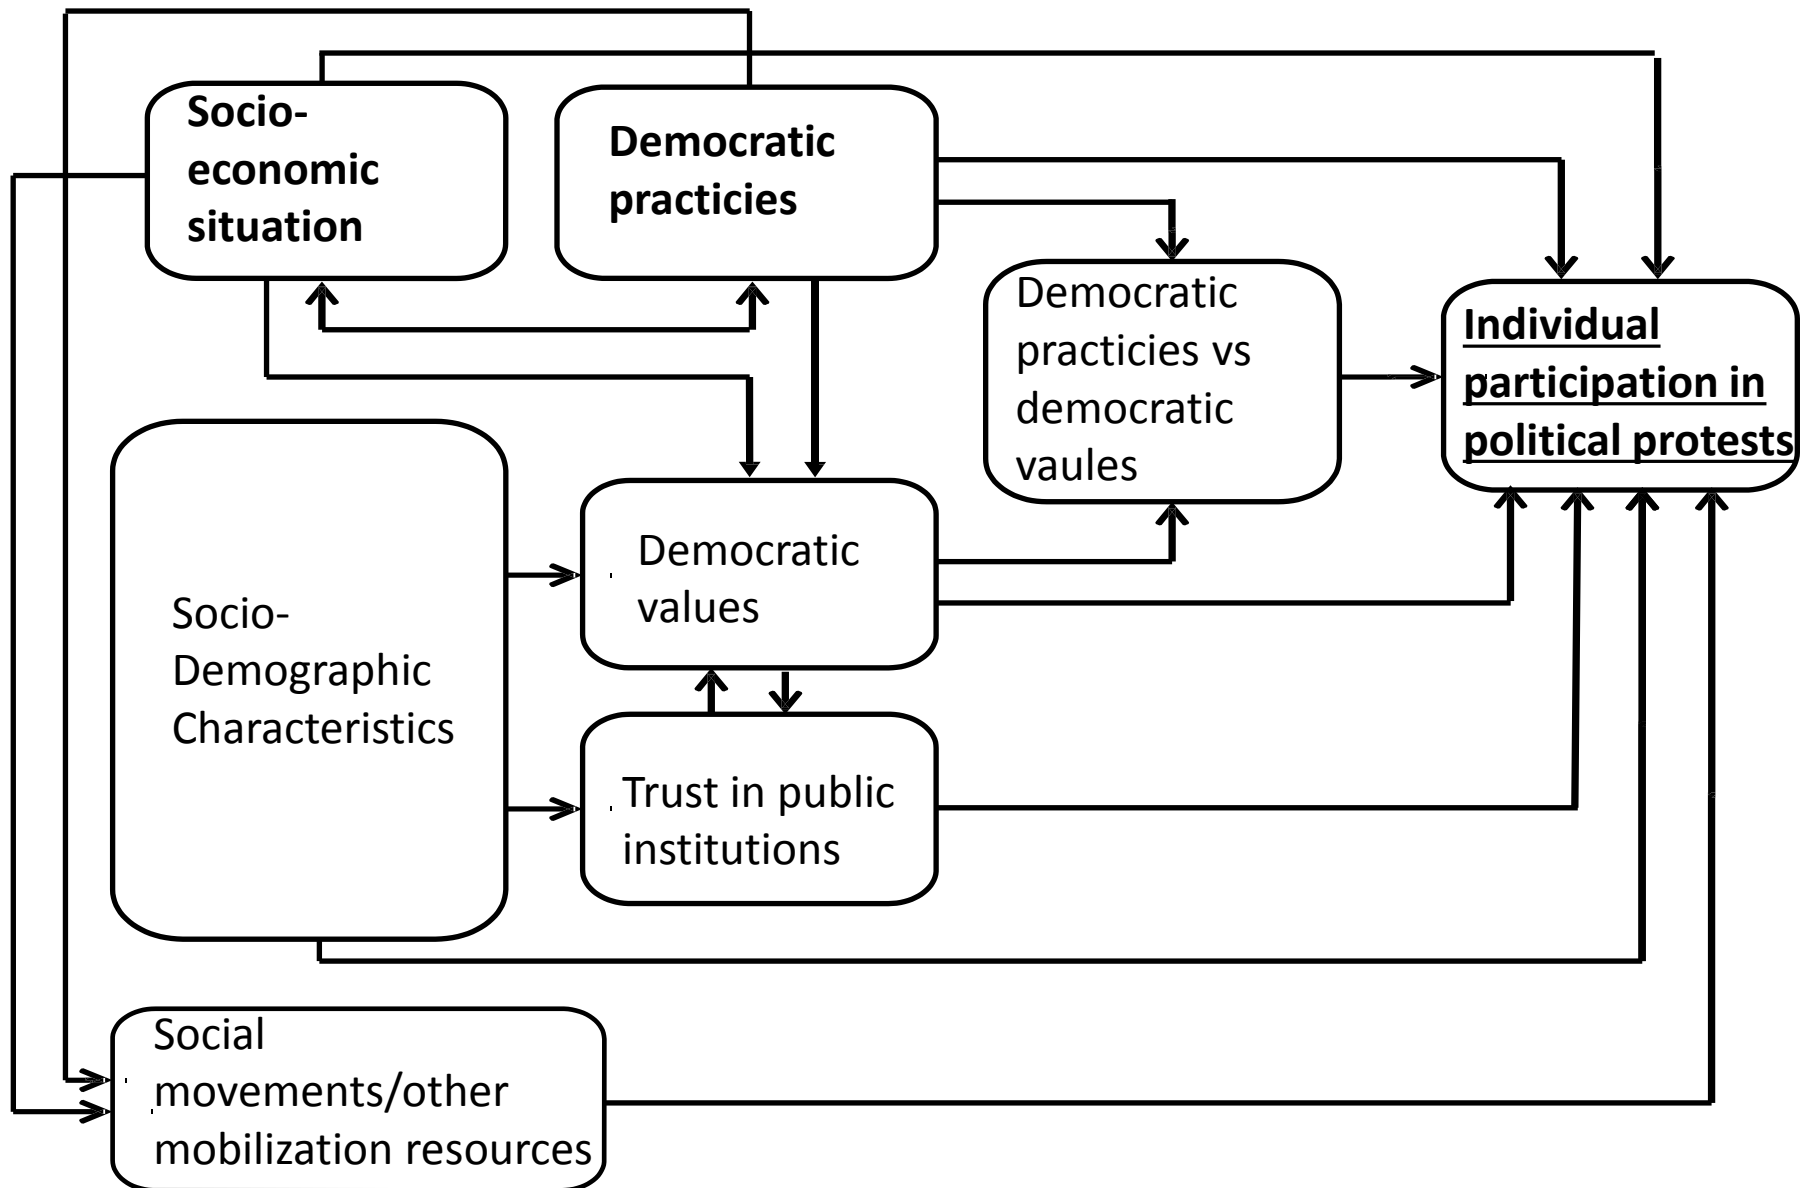 Socio-
economic
situation
Democratic
practicies
Democratic
practicies vs
democratic
vaules
Individual
participation in
political protests
Socio-
Demographic
Characteristics
Democratic
values
Trust in public
institutions
Social
movements/other
mobilization resources